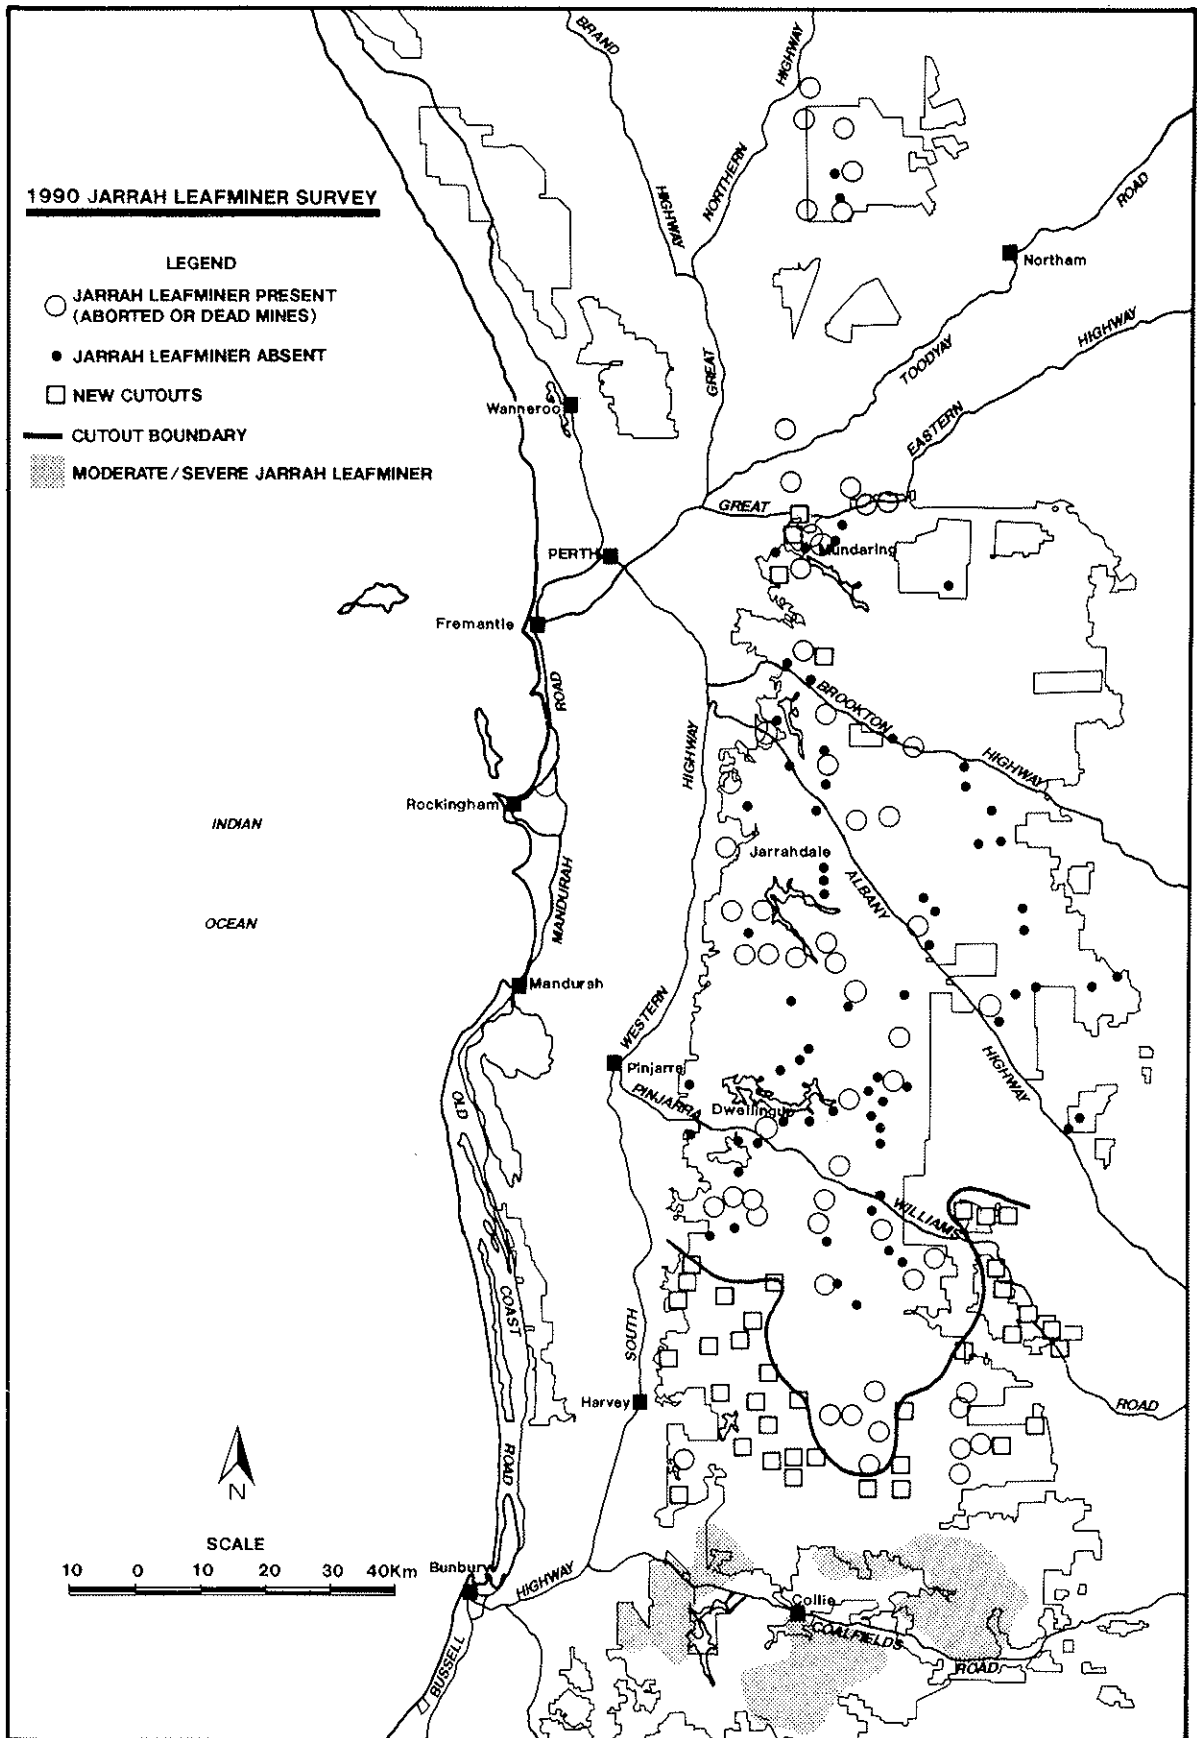 BRAND
HIGHWAY
HIGHWAY
NORTHERN
1990 JARRAH LEAFMINER SURVEY
LEGEND
JARRAH LEAFMINER PRESENT
(ABORTED OR DEAD MINES)
JARRAH LEAFMINER ABSENT
NEW CUTOUTS
CUTOUT BOUNDARY
MODERATE / SEVERE JARRAH LEAFMINER
ROAD
Northam
HIGHWAY
TOODYAY
GREAT
Wanneroo
EASTERN
GREAT
PERTH
Mundaring
Fremantle
ROAD
BROOKTON
HIGHWAY
HIGHWAY
Rockingham
INDIAN
Jarrahdale
MANDURAH
ALBANY
OCEAN
Mandurah
WESTERN
Pinjarra
HIGHWAY
OLD
PINJARRA
Dwellingup
WILLIAMS
COAST
SOUTH
Harvey
ROAD
ROAD
N
SCALE
10 0 10 20 30 40Km
Bunbury
HIGHWAY
Collie
COALFIELDS
ROAD
BUSSELL